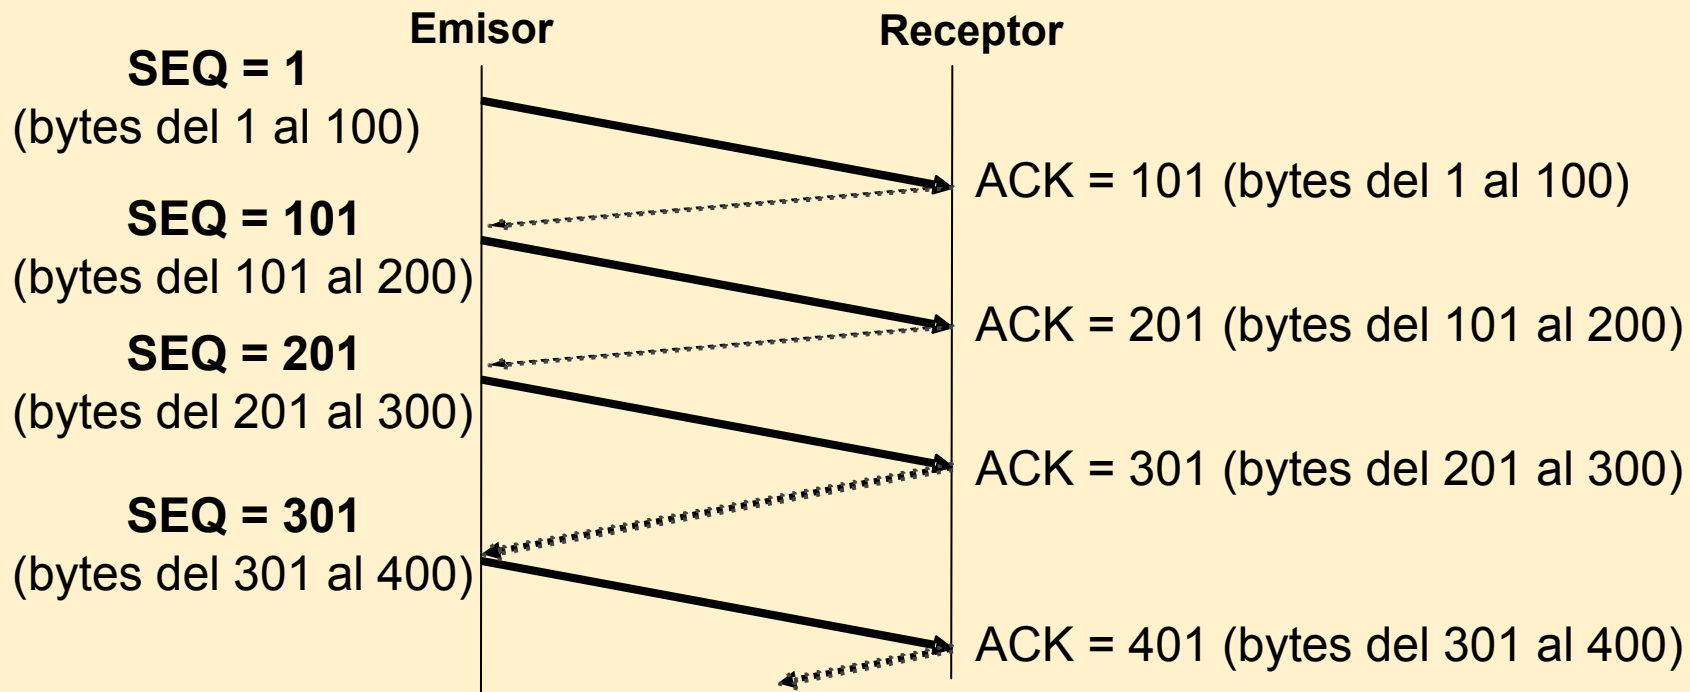 Emisor
Receptor
SEQ = 1
(bytes del 1 al 100)
ACK = 101 (bytes del 1 al 100)
SEQ = 101
(bytes del 101 al 200)
ACK = 201 (bytes del 101 al 200)
SEQ = 201
(bytes del 201 al 300)
ACK = 301 (bytes del 201 al 300)
SEQ = 301
(bytes del 301 al 400)
ACK = 401 (bytes del 301 al 400)